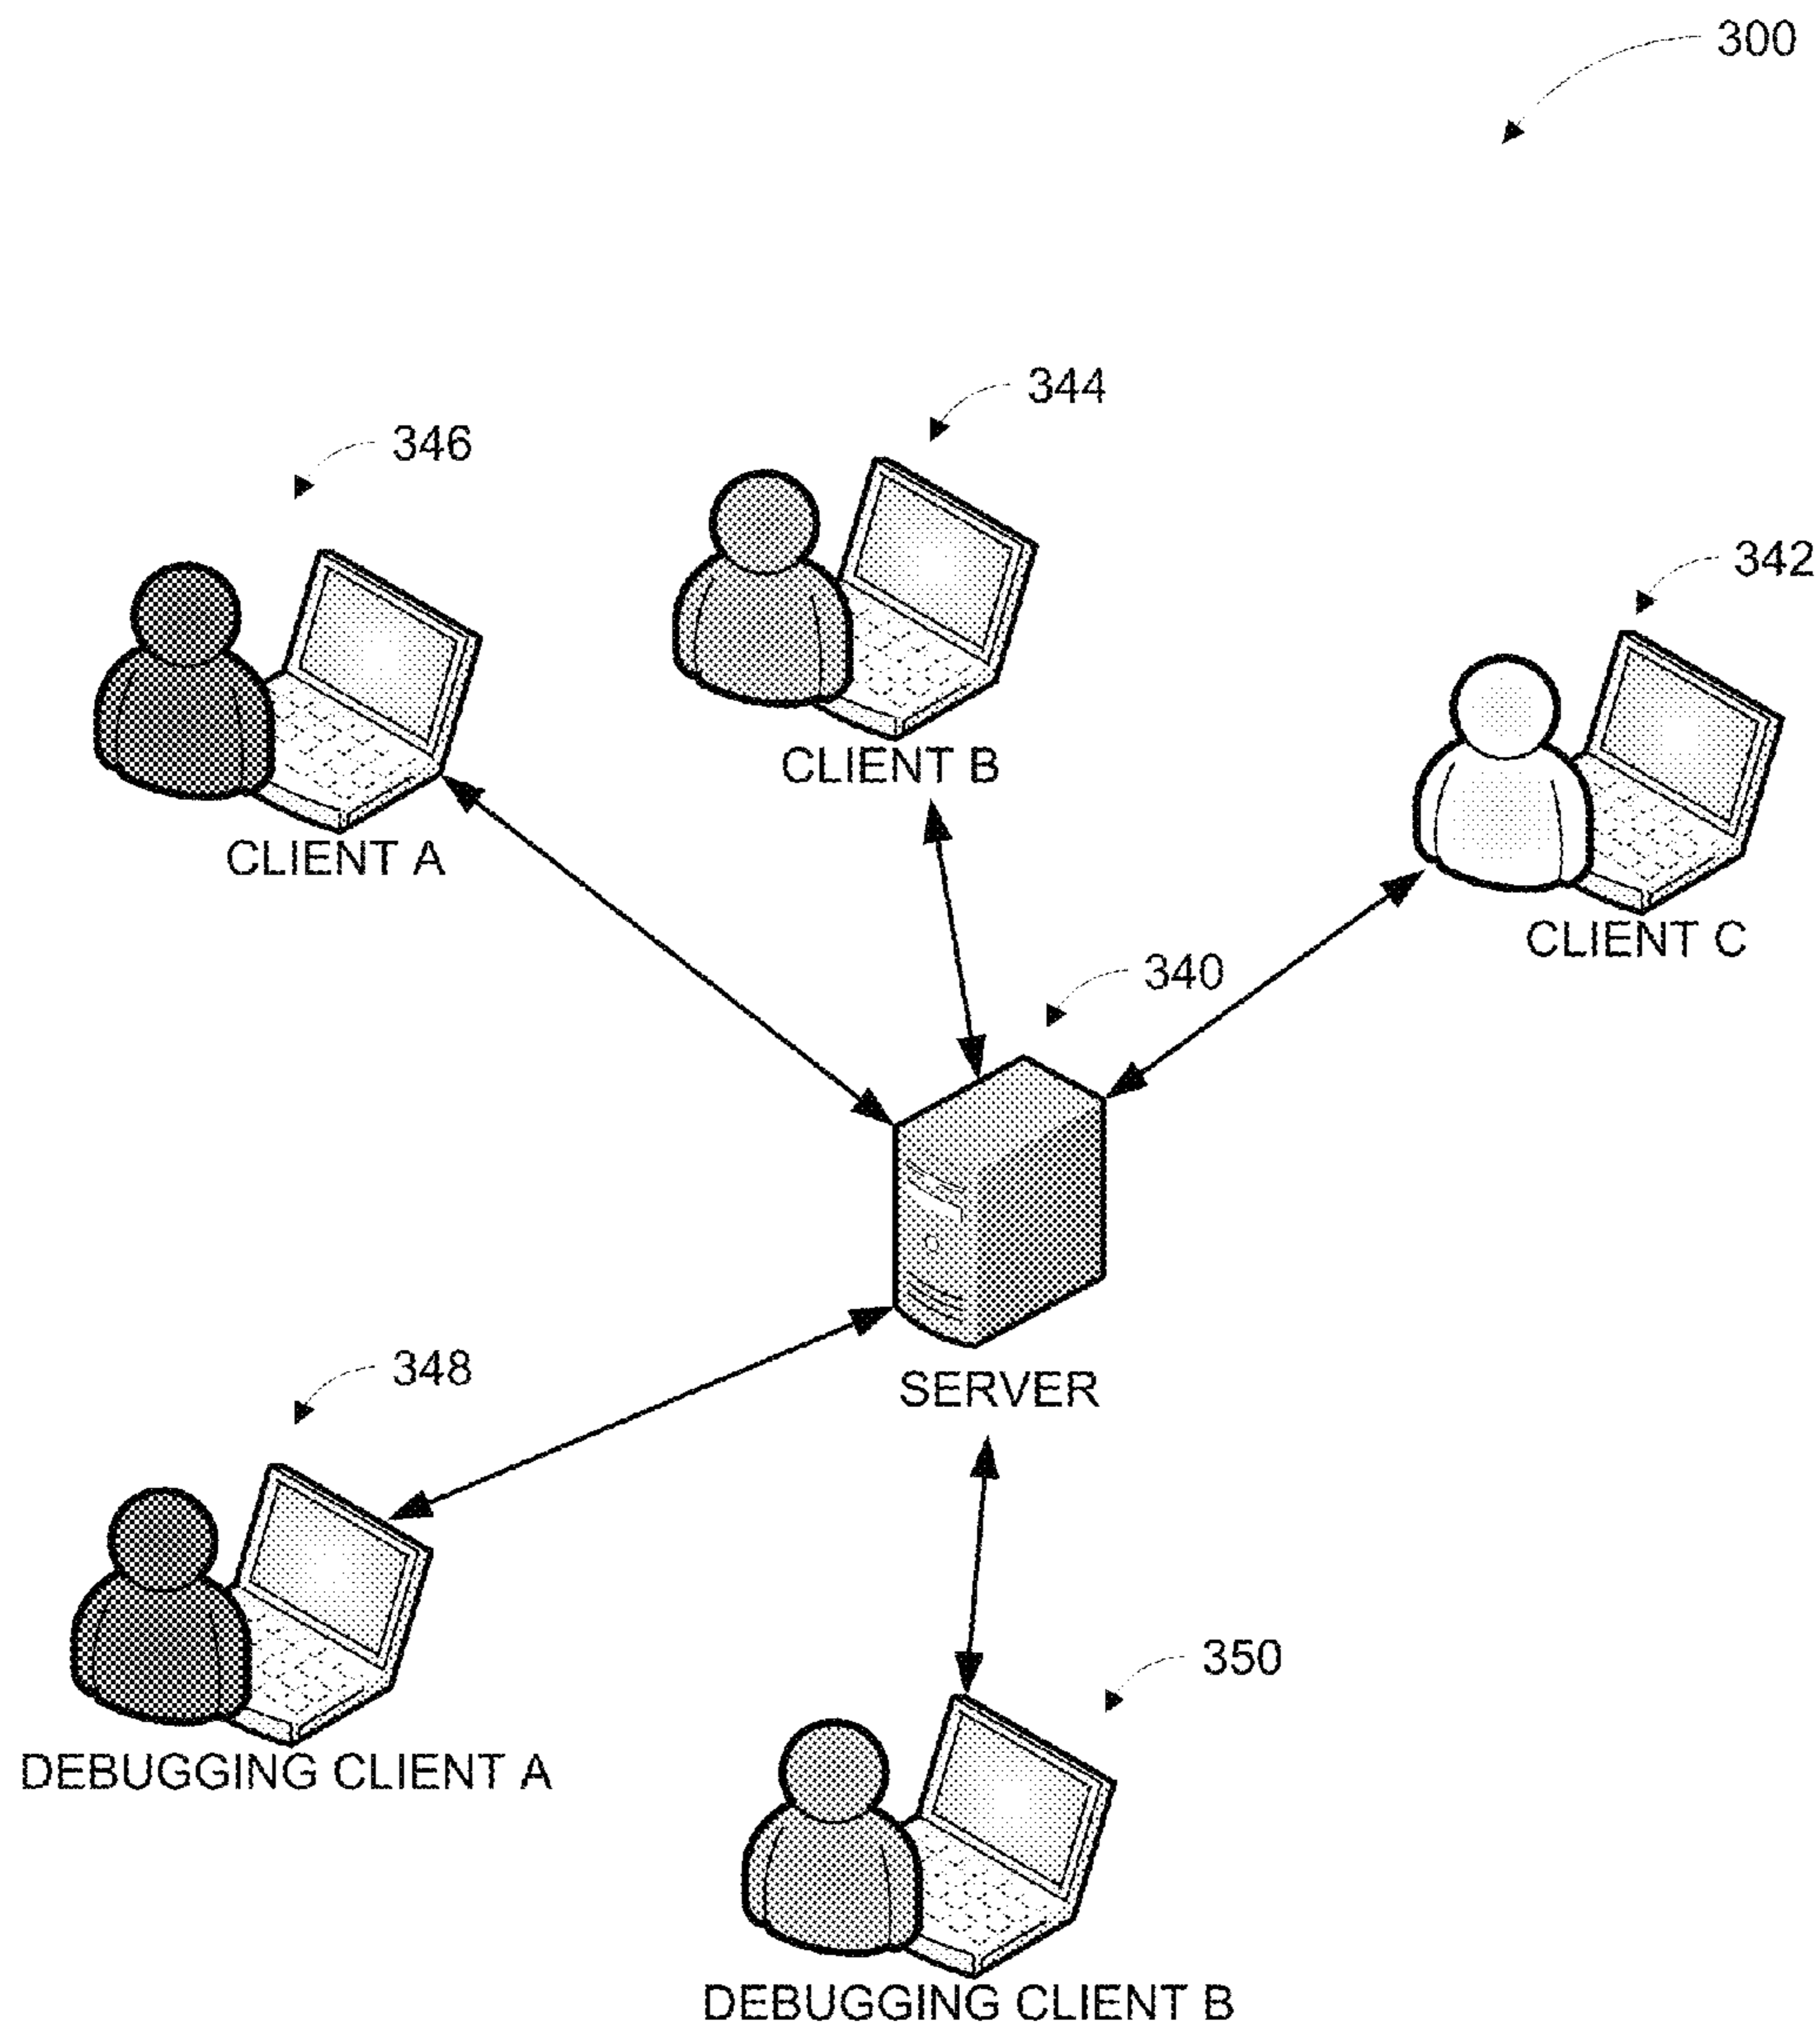 300
344
346
342
CLIENT B
CLIENT A
CLIENT C
340
348
SERVER
350
DEBUGGING CLIENT A
DEBUGGING CLIENT B